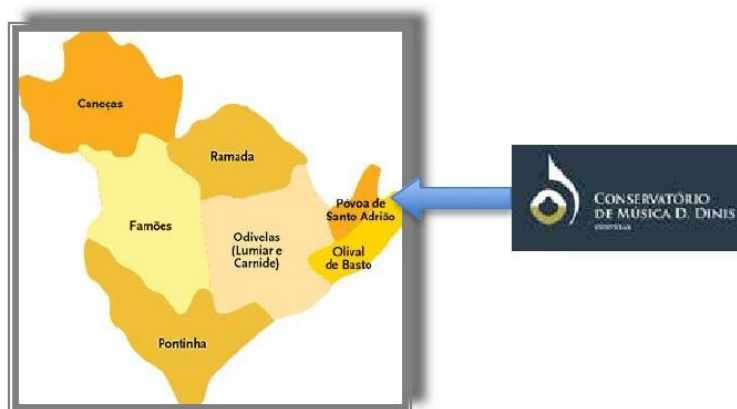 Caneças
Ramada
Póvoa de
Santo Adrião
Famões
Odivelas
(Lumiar e
Carnide)
Olival
de Basto
Pontinha
CONSERVATÓRIO
DE MÚSICA D. DINIS